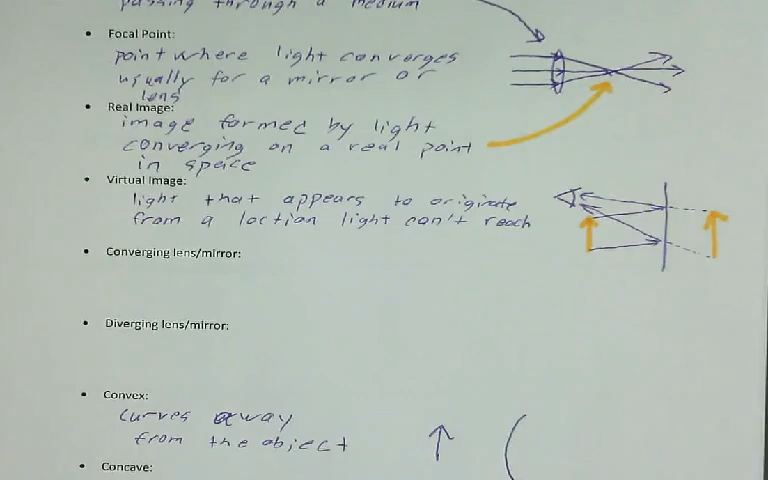 passing through a medium
• Focal Point:
point where light converges
usually for a mirror or
lens
• Real Image:
image formed by light
converging on a real point
in space
• Virtual Image:
light that appears to originate
from a loction light can't reach
• Converging lens/mirror:
• Diverging lens/mirror:
• Convex:
curves away
from the object
• Concave: